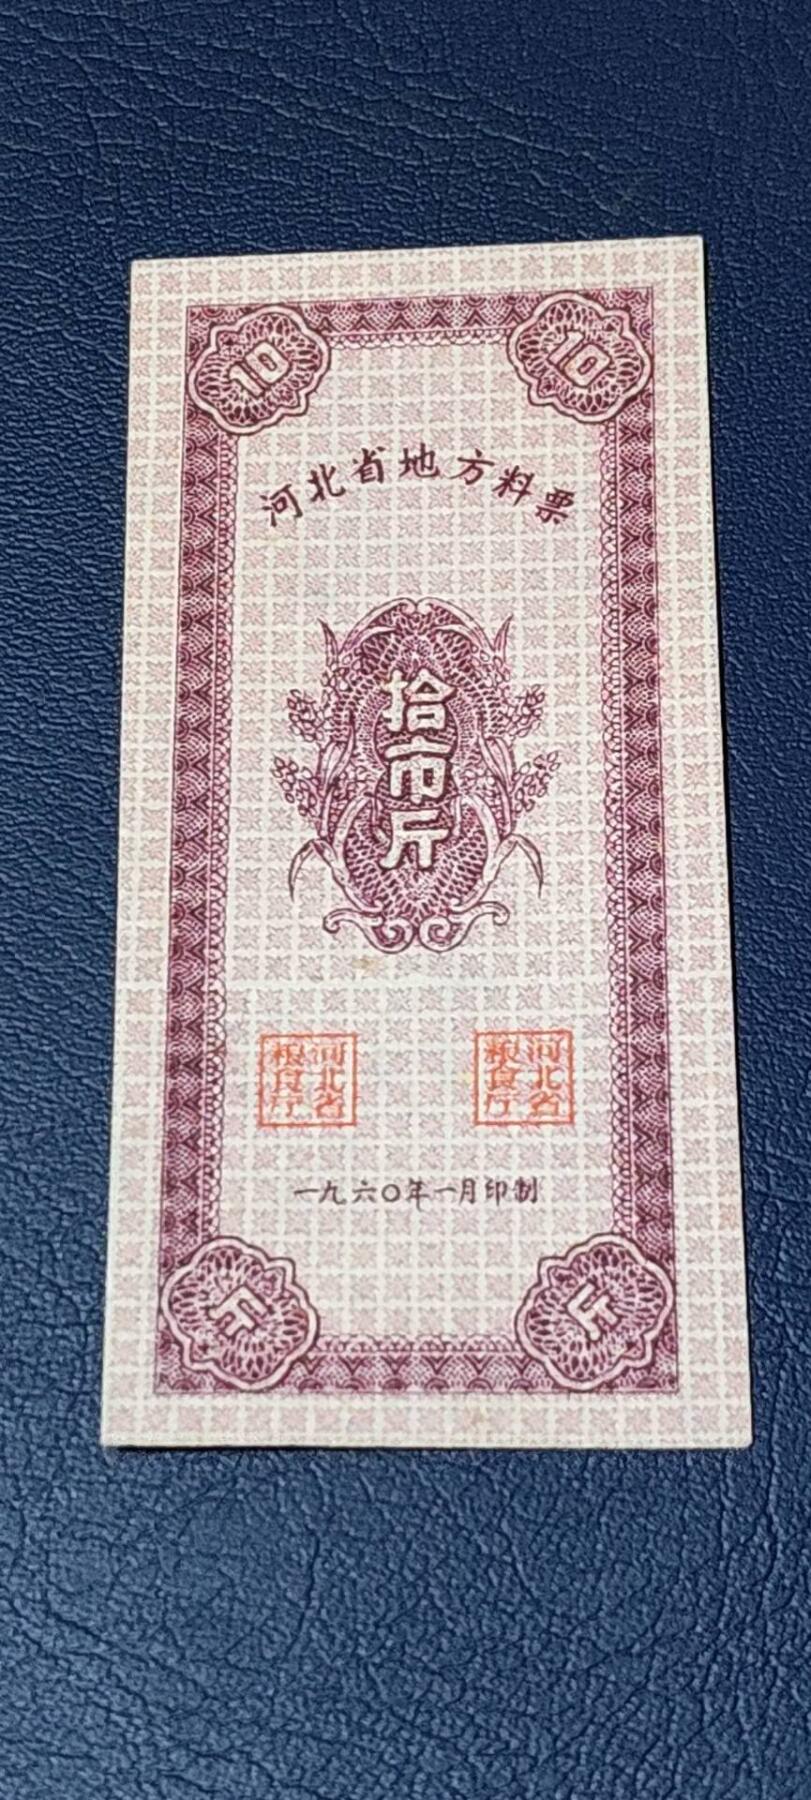 10 10
河北省地方料票
拾市斤
河北省粮食厅 河北省粮食厅
一九六〇年一月印制
斤 斤